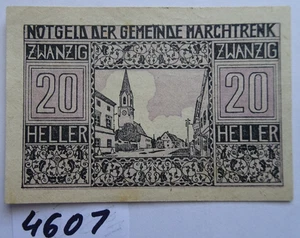 NOTGELD DER GEMEINDE MARCHTRENK
ZWANZIG ZWANZIG
20 20
HELLER HELLER
4607